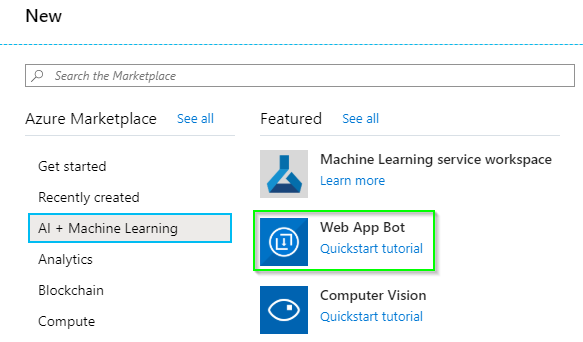 New
Search the Marketplace
Azure Marketplace See all
Get started
Recently created
AI + Machine Learning
Analytics
Blockchain
Compute
Featured See all
Machine Learning service workspace
Learn more
Web App Bot
Quickstart tutorial
Computer Vision
Quickstart tutorial